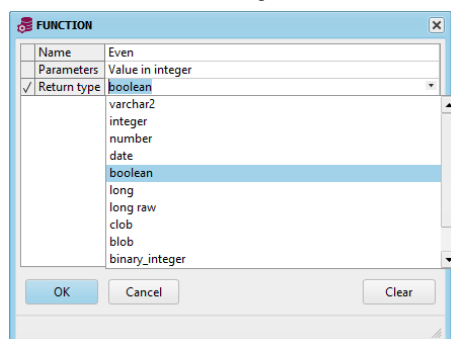 FUNCTION
Name Even
Parameters Value in integer
Return type boolean
varchar2
integer
number
date
boolean
long
long raw
clob
blob
binary_integer
OK Cancel Clear